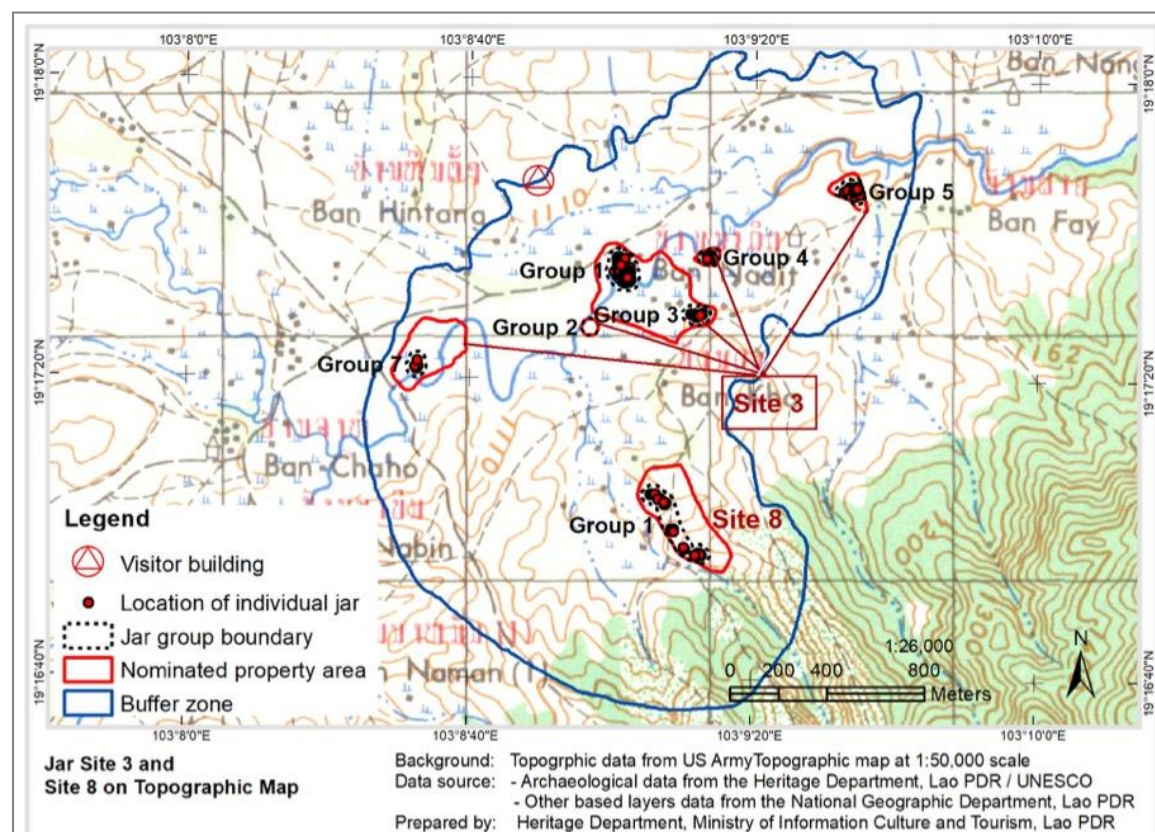 103°8'0"E
103°8'40"E
103°9'20"E
103°10'0"E
19°18'0"N
19°18'0"N
Ban Nang
Group 5
Ban Hintang
1110
Ban Fay
Group 4
Group 1
Group 3
Group 2
Group 7
19°17'20"N
1162
Site 3
Ban-Chaho
1110
Group 1
Site 8
1200
Legend
Visitor building
Location of individual jar
Jar group boundary
Nominated property area
Buffer zone
Naman (1)
1300
1:26,000
N
0 200 400 800
Meters
19°16'40"N
19°16'40"N
103°8'0"E
103°8'40"E
103°9'20"E
103°10'0"E
Jar Site 3 and
Site 8 on Topographic Map
Background: Topogrphic data from US ArmyTopographic map at 1:50,000 scale
Data source: - Archaeological data from the Heritage Department, Lao PDR / UNESCO
- Other based layers data from the National Geographic Department, Lao PDR
Prepared by: Heritage Department, Ministry of Information Culture and Tourism, Lao PDR